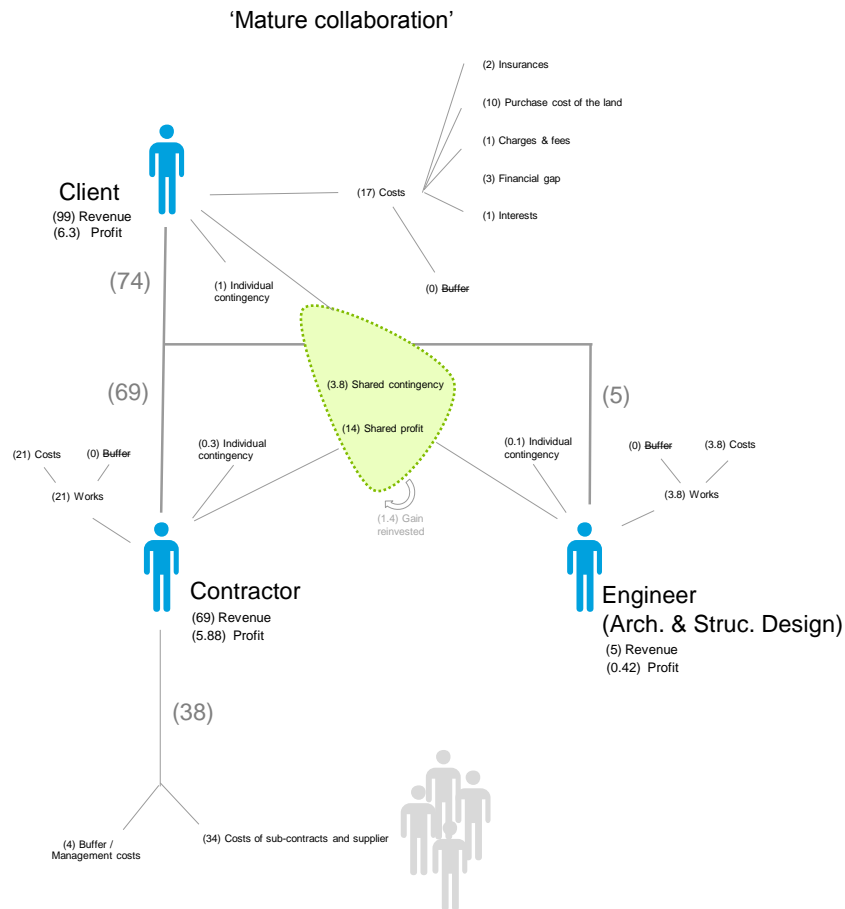 ‘Mature collaboration’
(2) Insurances
(10) Purchase cost of the land
(1) Charges & fees
(3) Financial gap
(1) Interests
(17) Costs
(0) Buffer
Client
(99) Revenue
(6.3) Profit
(74)
(1) Individual
contingency
(69)
(5)
(3.8) Shared contingency
(14) Shared profit
(1.4) Gain
reinvested
(21) Costs
(0) Buffer
(21) Works
(0.3) Individual
contingency
(0.1) Individual
contingency
(0) Buffer
(3.8) Costs
(3.8) Works
Contractor
(69) Revenue
(5.88) Profit
Engineer
(Arch. & Struc. Design)
(5) Revenue
(0.42) Profit
(38)
(4) Buffer /
Management costs
(34) Costs of sub-contracts and supplier